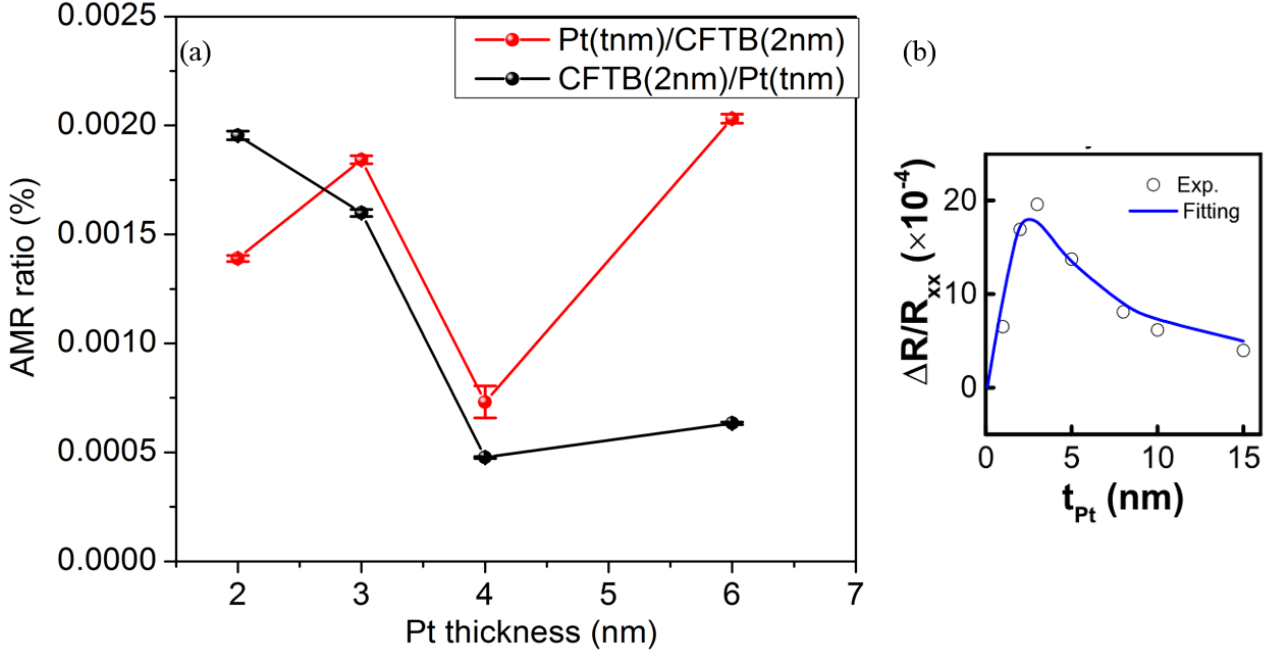 (a)
Pt(tnm)/CFTB(2nm)
CFTB(2nm)/Pt(tnm)
AMR ratio (%)
0.0025
0.0020
0.0015
0.0010
0.0005
0.0000
2 3 4 5 6 7
Pt thickness (nm)
(b)
Exp.
Fitting
ΔR/Rxx (×10-4)
20
10
0
0 5 10 15
tPt (nm)